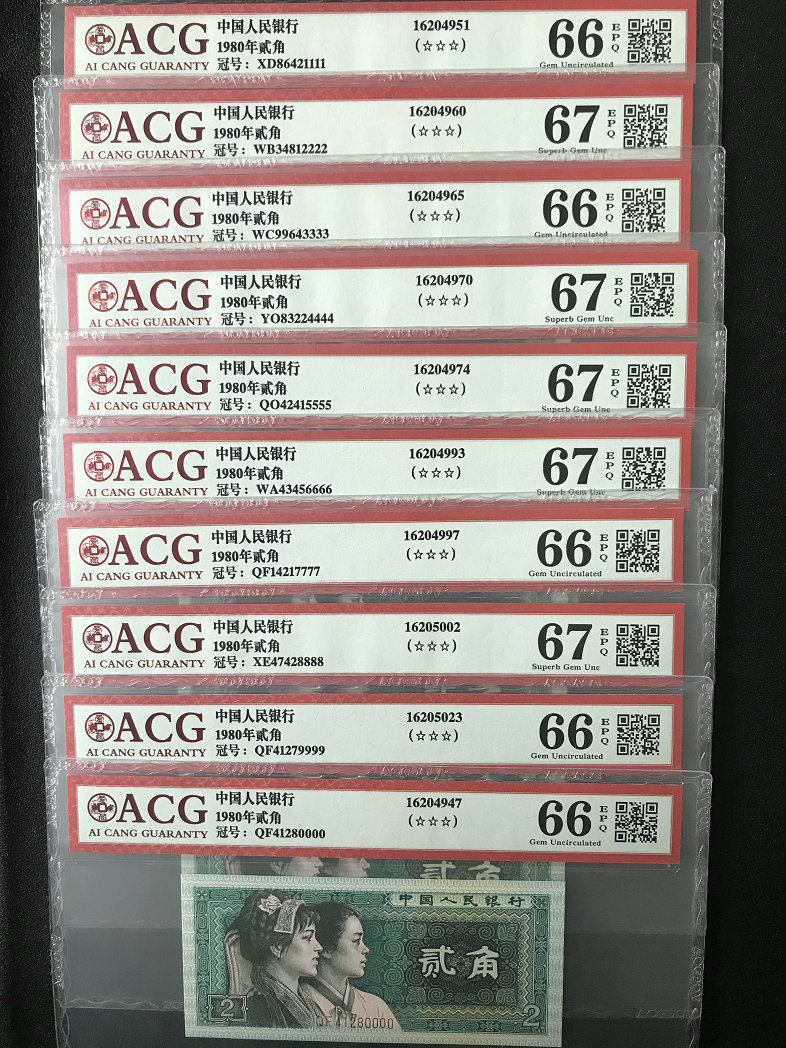 ACG
AI CANG GUARANTY
中国人民银行
1980年贰角
冠号：XD86421111
16204951
(☆☆☆)
66
EPQ
Gem Uncirculated
ACG
AI CANG GUARANTY
中国人民银行
1980年贰角
冠号：WB34812222
16204960
(☆☆☆)
67
EPQ
Superb Gem Unc
ACG
AI CANG GUARANTY
中国人民银行
1980年贰角
冠号：WC99643333
16204965
(☆☆☆)
66
EPQ
Gem Uncirculated
ACG
AI CANG GUARANTY
中国人民银行
1980年贰角
冠号：YO83224444
16204970
(☆☆☆)
67
EPQ
Superb Gem Unc
ACG
AI CANG GUARANTY
中国人民银行
1980年贰角
冠号：QO42415555
16204974
(☆☆☆)
67
EPQ
Superb Gem Unc
ACG
AI CANG GUARANTY
中国人民银行
1980年贰角
冠号：WA43456666
16204993
(☆☆☆)
67
EPQ
Superb Gem Unc
ACG
AI CANG GUARANTY
中国人民银行
1980年贰角
冠号：QF14217777
16204997
(☆☆☆)
66
EPQ
Gem Uncirculated
ACG
AI CANG GUARANTY
中国人民银行
1980年贰角
冠号：XE47428888
16205002
(☆☆☆)
67
EPQ
Superb Gem Unc
ACG
AI CANG GUARANTY
中国人民银行
1980年贰角
冠号：QF41279999
16205023
(☆☆☆)
66
EPQ
Gem Uncirculated
ACG
AI CANG GUARANTY
中国人民银行
1980年贰角
冠号：QF41280000
16204947
(☆☆☆)
66
EPQ
Gem Uncirculated
贰角
中国人民银行
贰角
2
QF41280000
2